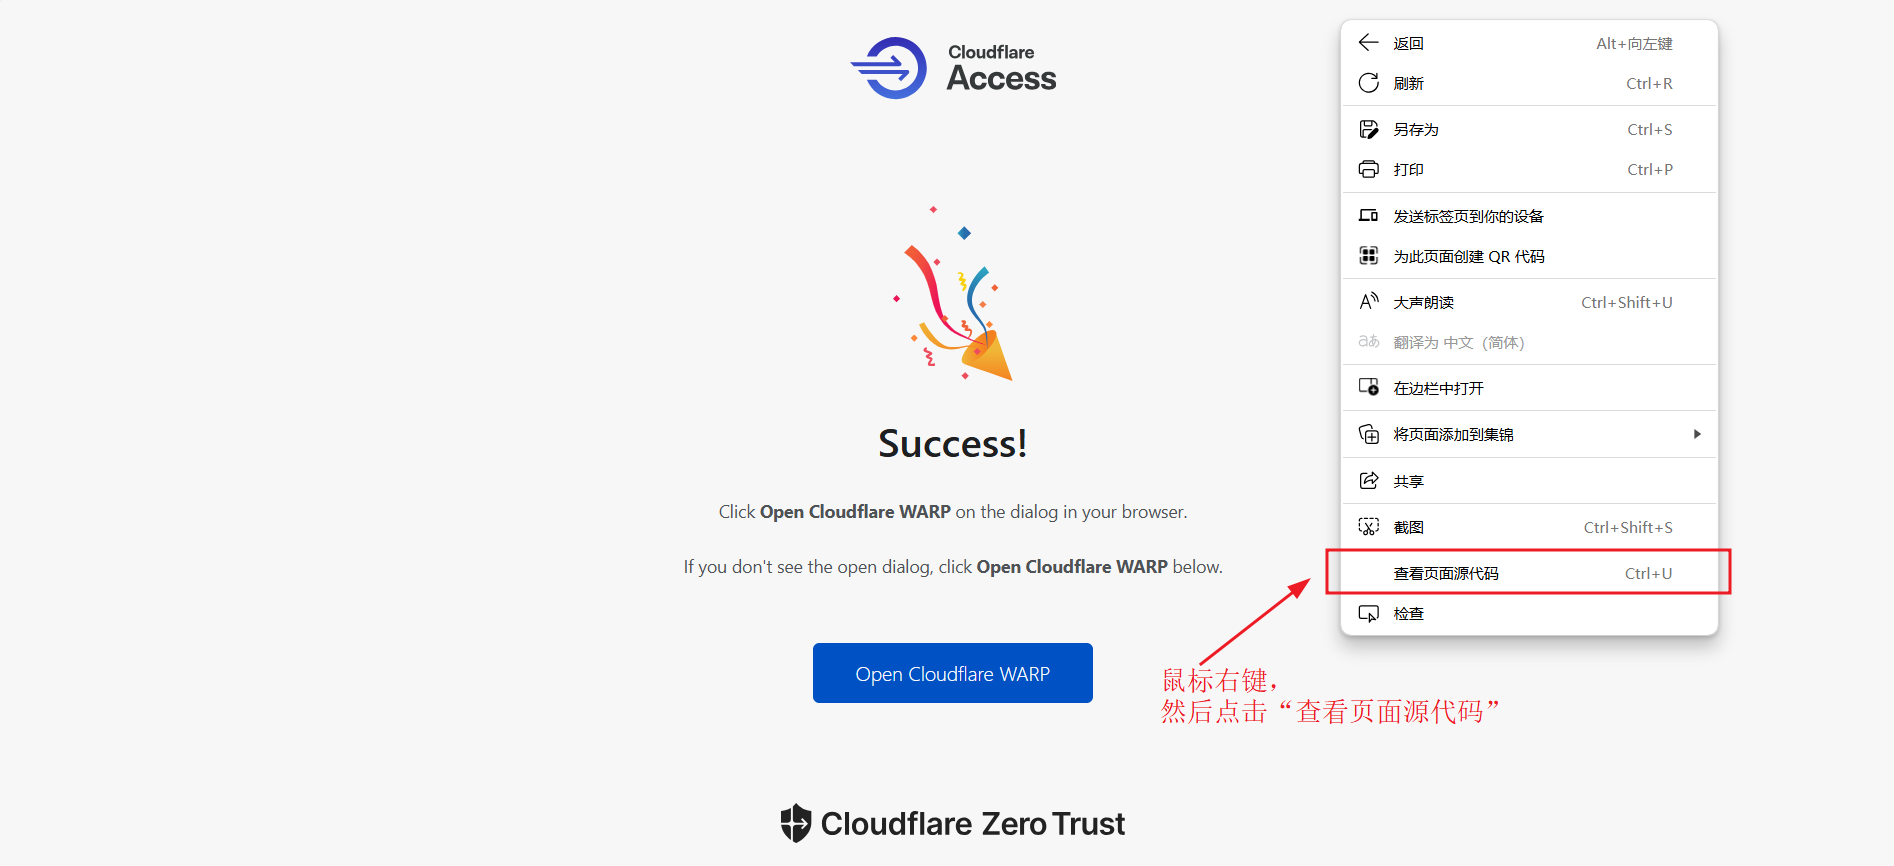 Cloudflare
Access
Success!
Click Open Cloudflare WARP on the dialog in your browser.
If you don't see the open dialog, click Open Cloudflare WARP below.
Open Cloudflare WARP
Cloudflare Zero Trust
返回 Alt+向左键
刷新 Ctrl+R
另存为 Ctrl+S
打印 Ctrl+P
发送标签页到你的设备
为此页面创建 QR 代码
大声朗读 Ctrl+Shift+U
aあ 翻译为 中文 (简体)
在边栏中打开
将页面添加到集锦
共享
截图 Ctrl+Shift+S
查看页面源代码 Ctrl+U
检查
鼠标右键，
然后点击“查看页面源代码”